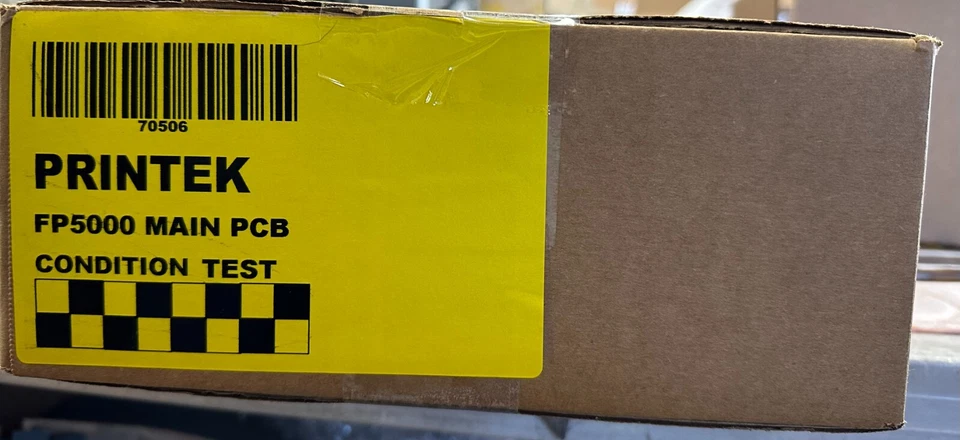 70506
PRINTEK
FP5000 MAIN PCB
CONDITION TEST